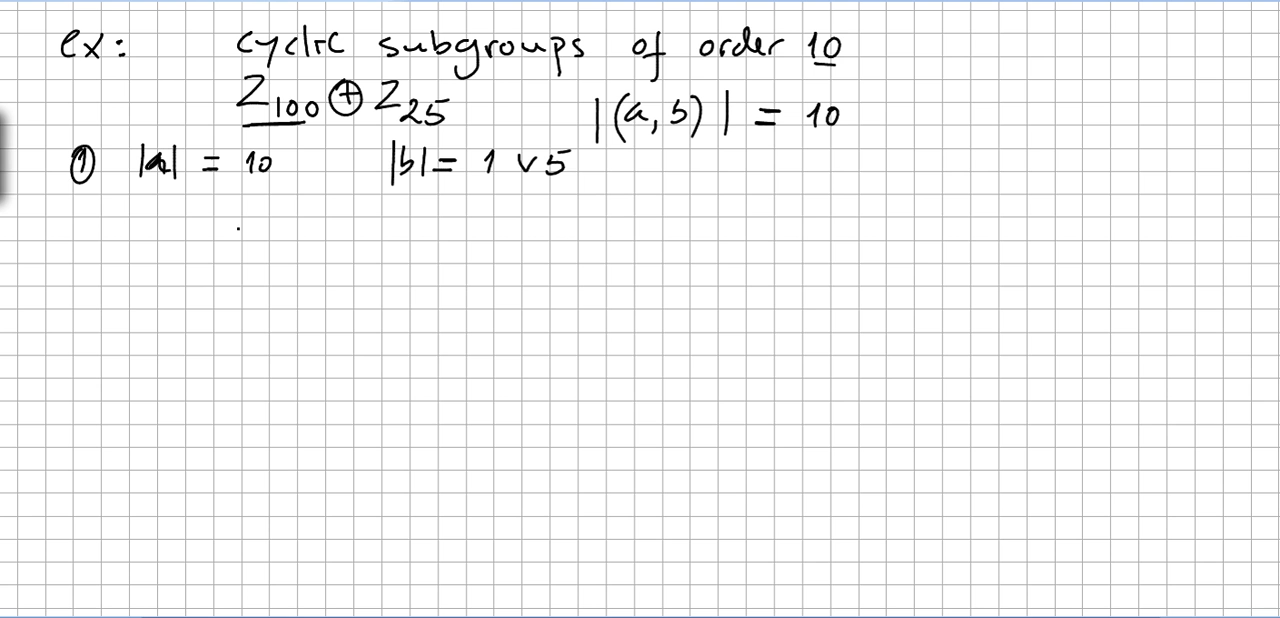 ex: cyclic subgroups of order 10
Z₁₀₀ ⊕ Z₂₅ |(a, b)| = 10
① |a| = 10 |b| = 1 ∨ 5